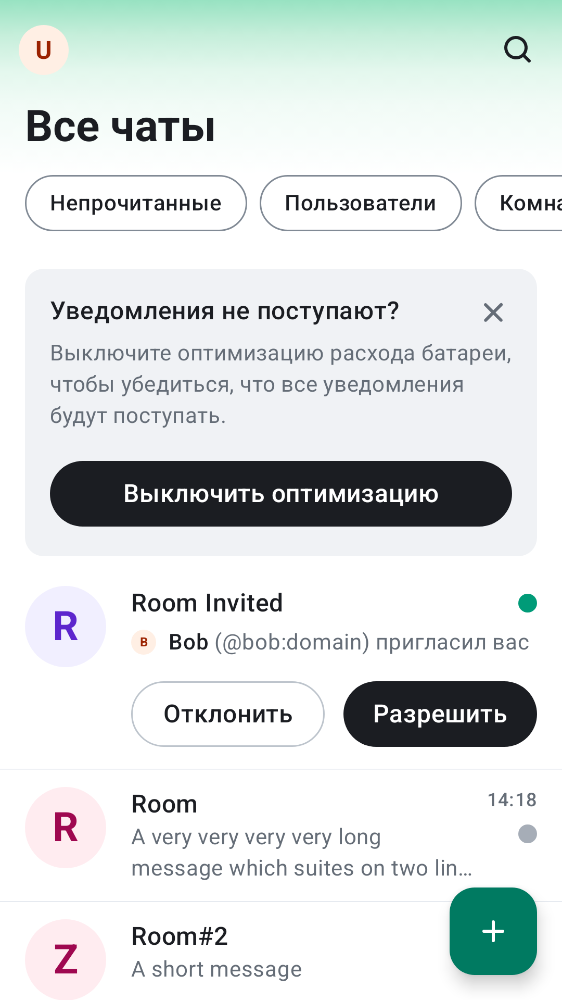 U
Все чаты
Непрочитанные
Пользователи
Комна
Уведомления не поступают?
Выключите оптимизацию расхода батареи,
чтобы убедиться, что все уведомления
будут поступать.
Выключить оптимизацию
R
Room Invited
B Bob (@bob:domain) пригласил вас
Отклонить
Разрешить
R
Room
14:18
A very very very very long
message which suites on two lin…
Z
Room#2
A short message